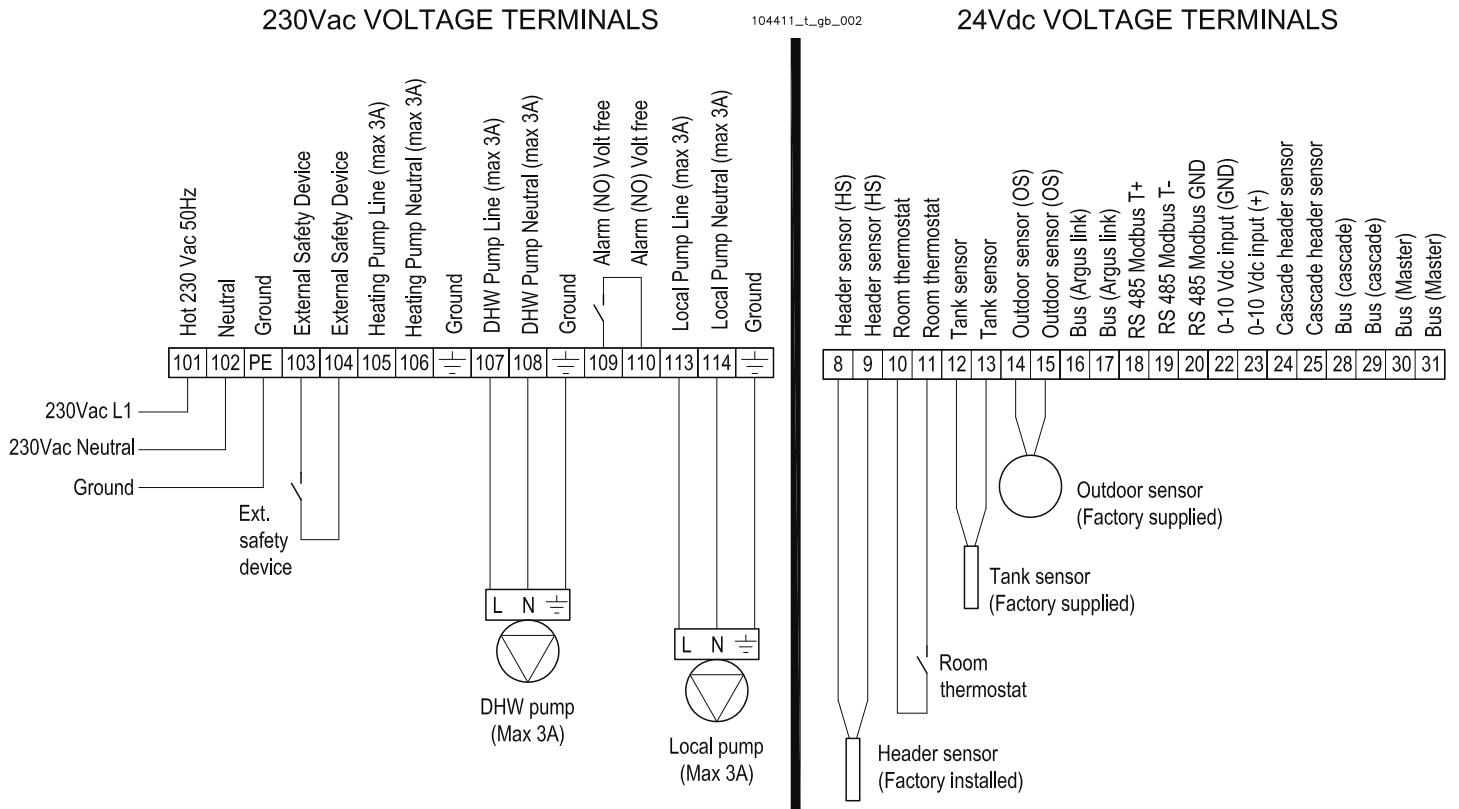 230Vac VOLTAGE TERMINALS
104411_t_gb_002
24Vdc VOLTAGE TERMINALS
Hot 230 Vac 50Hz
Neutral
Ground
External Safety Device
External Safety Device
Heating Pump Line (max 3A)
Heating Pump Neutral (max 3A)
Ground
DHW Pump Line (max 3A)
DHW Pump Neutral (max 3A)
Ground
Alarm (NO) Volt free
Alarm (NO) Volt free
Local Pump Line (max 3A)
Local Pump Neutral (max 3A)
Ground
101 102 PE 103 104 105 106 107 108 109 110 113 114
230Vac L1
230Vac Neutral
Ground
Ext.
safety
device
L N
DHW pump
(Max 3A)
L N
Local pump
(Max 3A)
Header sensor (HS)
Header sensor (HS)
Room thermostat
Room thermostat
Tank sensor
Tank sensor
Outdoor sensor (OS)
Outdoor sensor (OS)
Bus (Argus link)
Bus (Argus link)
RS 485 Modbus T+
RS 485 Modbus T-
RS 485 Modbus GND
0-10 Vdc input (GND)
0-10 Vdc input (+)
Cascade header sensor
Cascade header sensor
Bus (cascade)
Bus (cascade)
Bus (Master)
Bus (Master)
8 9 10 11 12 13 14 15 16 17 18 19 20 22 23 24 25 28 29 30 31
Outdoor sensor
(Factory supplied)
Tank sensor
(Factory supplied)
Room
thermostat
Header sensor
(Factory installed)